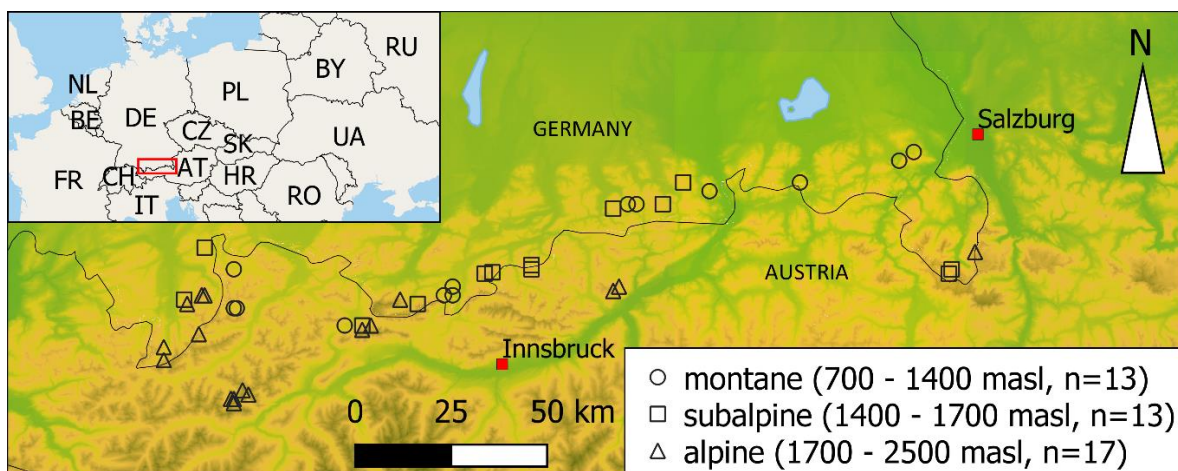 RU
BY
NL
PL
BE
DE
UA
CZ
SK
FR
CH
AT
HR
RO
IT
N
GERMANY
Salzburg
AUSTRIA
Innsbruck
0 25 50 km
montane (700 - 1400 masl, n=13)
subalpine (1400 - 1700 masl, n=13)
alpine (1700 - 2500 masl, n=17)